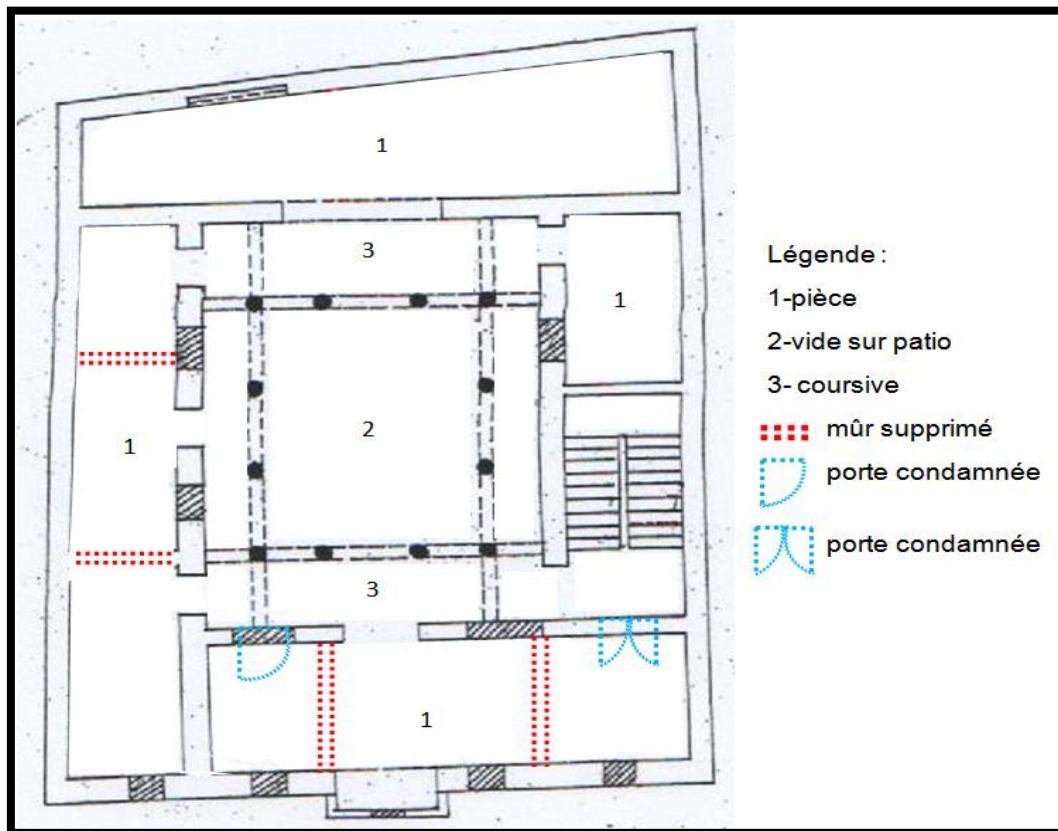 1
3
1
Légende :
1-pièce
2-vide sur patio
3- coursive
mûr supprimé
porte condamnée
porte condamnée
1
2
3
1